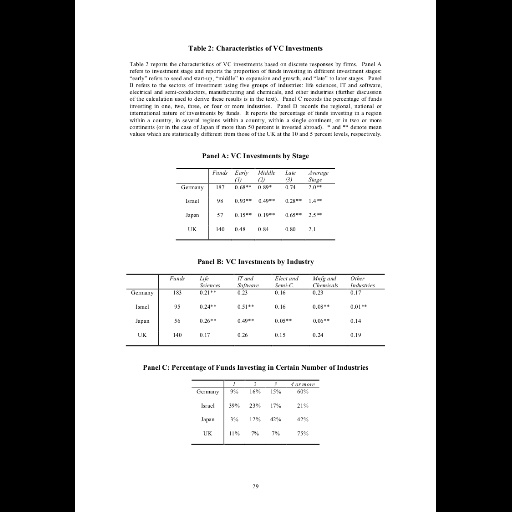 Table 2: Characteristics of VC Investments
Table 2 reports the characteristics of VC investments based on discrete responses by firms. Panel A
refers to investment stage and reports the proportion of funds investing in different investment stages:
"early" refers to seed and start-up, "middle" to expansion and growth, and "late" to later stages. Panel
B refers to the sectors of investment using five groups of industries: life sciences, IT and software,
electrical and semi-conductors, manufacturing and chemicals, and other industries (further discussion
of the calculation used to derive these results is in the text). Panel C records the percentage of funds
investing in one, two, three, or four or more industries. Panel D records the regional, national or
international nature of investments by funds. It reports the percentage of funds investing in a region
within a country, in several regions within a country, within a single continent, or in two or more
continents (or in the case of Japan if more than 50 percent is invested abroad). * and ** denote mean
values which are statistically different from those of the UK at the 10 and 5 percent levels, respectively.
Panel A: VC Investments by Stage
Funds Early Middle Late Average
(1) (2) (3) Stage
Germany 183 0.68** 0.89* 0.74 2.0**
Israel 98 0.93** 0.49** 0.28** 1.4**
Japan 57 0.15** 0.19** 0.65** 2.5**
UK 140 0.48 0.84 0.80 2.1
Panel B: VC Investments by Industry
Funds Life IT and Elect and Manfg and Other
Sciences Software Semi-C Chemicals Industries
Germany 183 0.21** 0.23 0.16 0.23 0.17
Israel 95 0.24** 0.51** 0.16 0.08** 0.01**
Japan 56 0.26** 0.49** 0.05** 0.06** 0.14
UK 140 0.17 0.26 0.15 0.24 0.19
Panel C: Percentage of Funds Investing in Certain Number of Industries
1 2 3 4 or more
Germany 9% 16% 15% 60%
Israel 39% 23% 17% 21%
Japan 3% 12% 42% 42%
UK 11% 7% 7% 75%